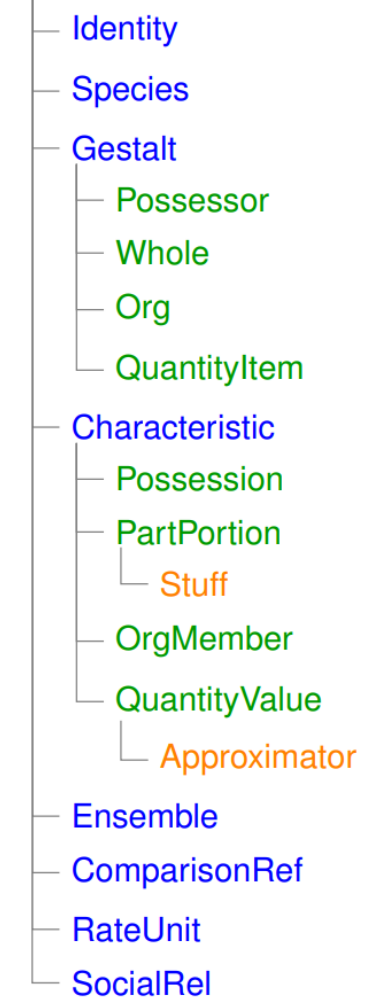 Identity
Species
Gestalt
Possessor
Whole
Org
QuantityItem
Characteristic
Possession
PartPortion
Stuff
OrgMember
QuantityValue
Approximator
Ensemble
ComparisonRef
RateUnit
SocialRel